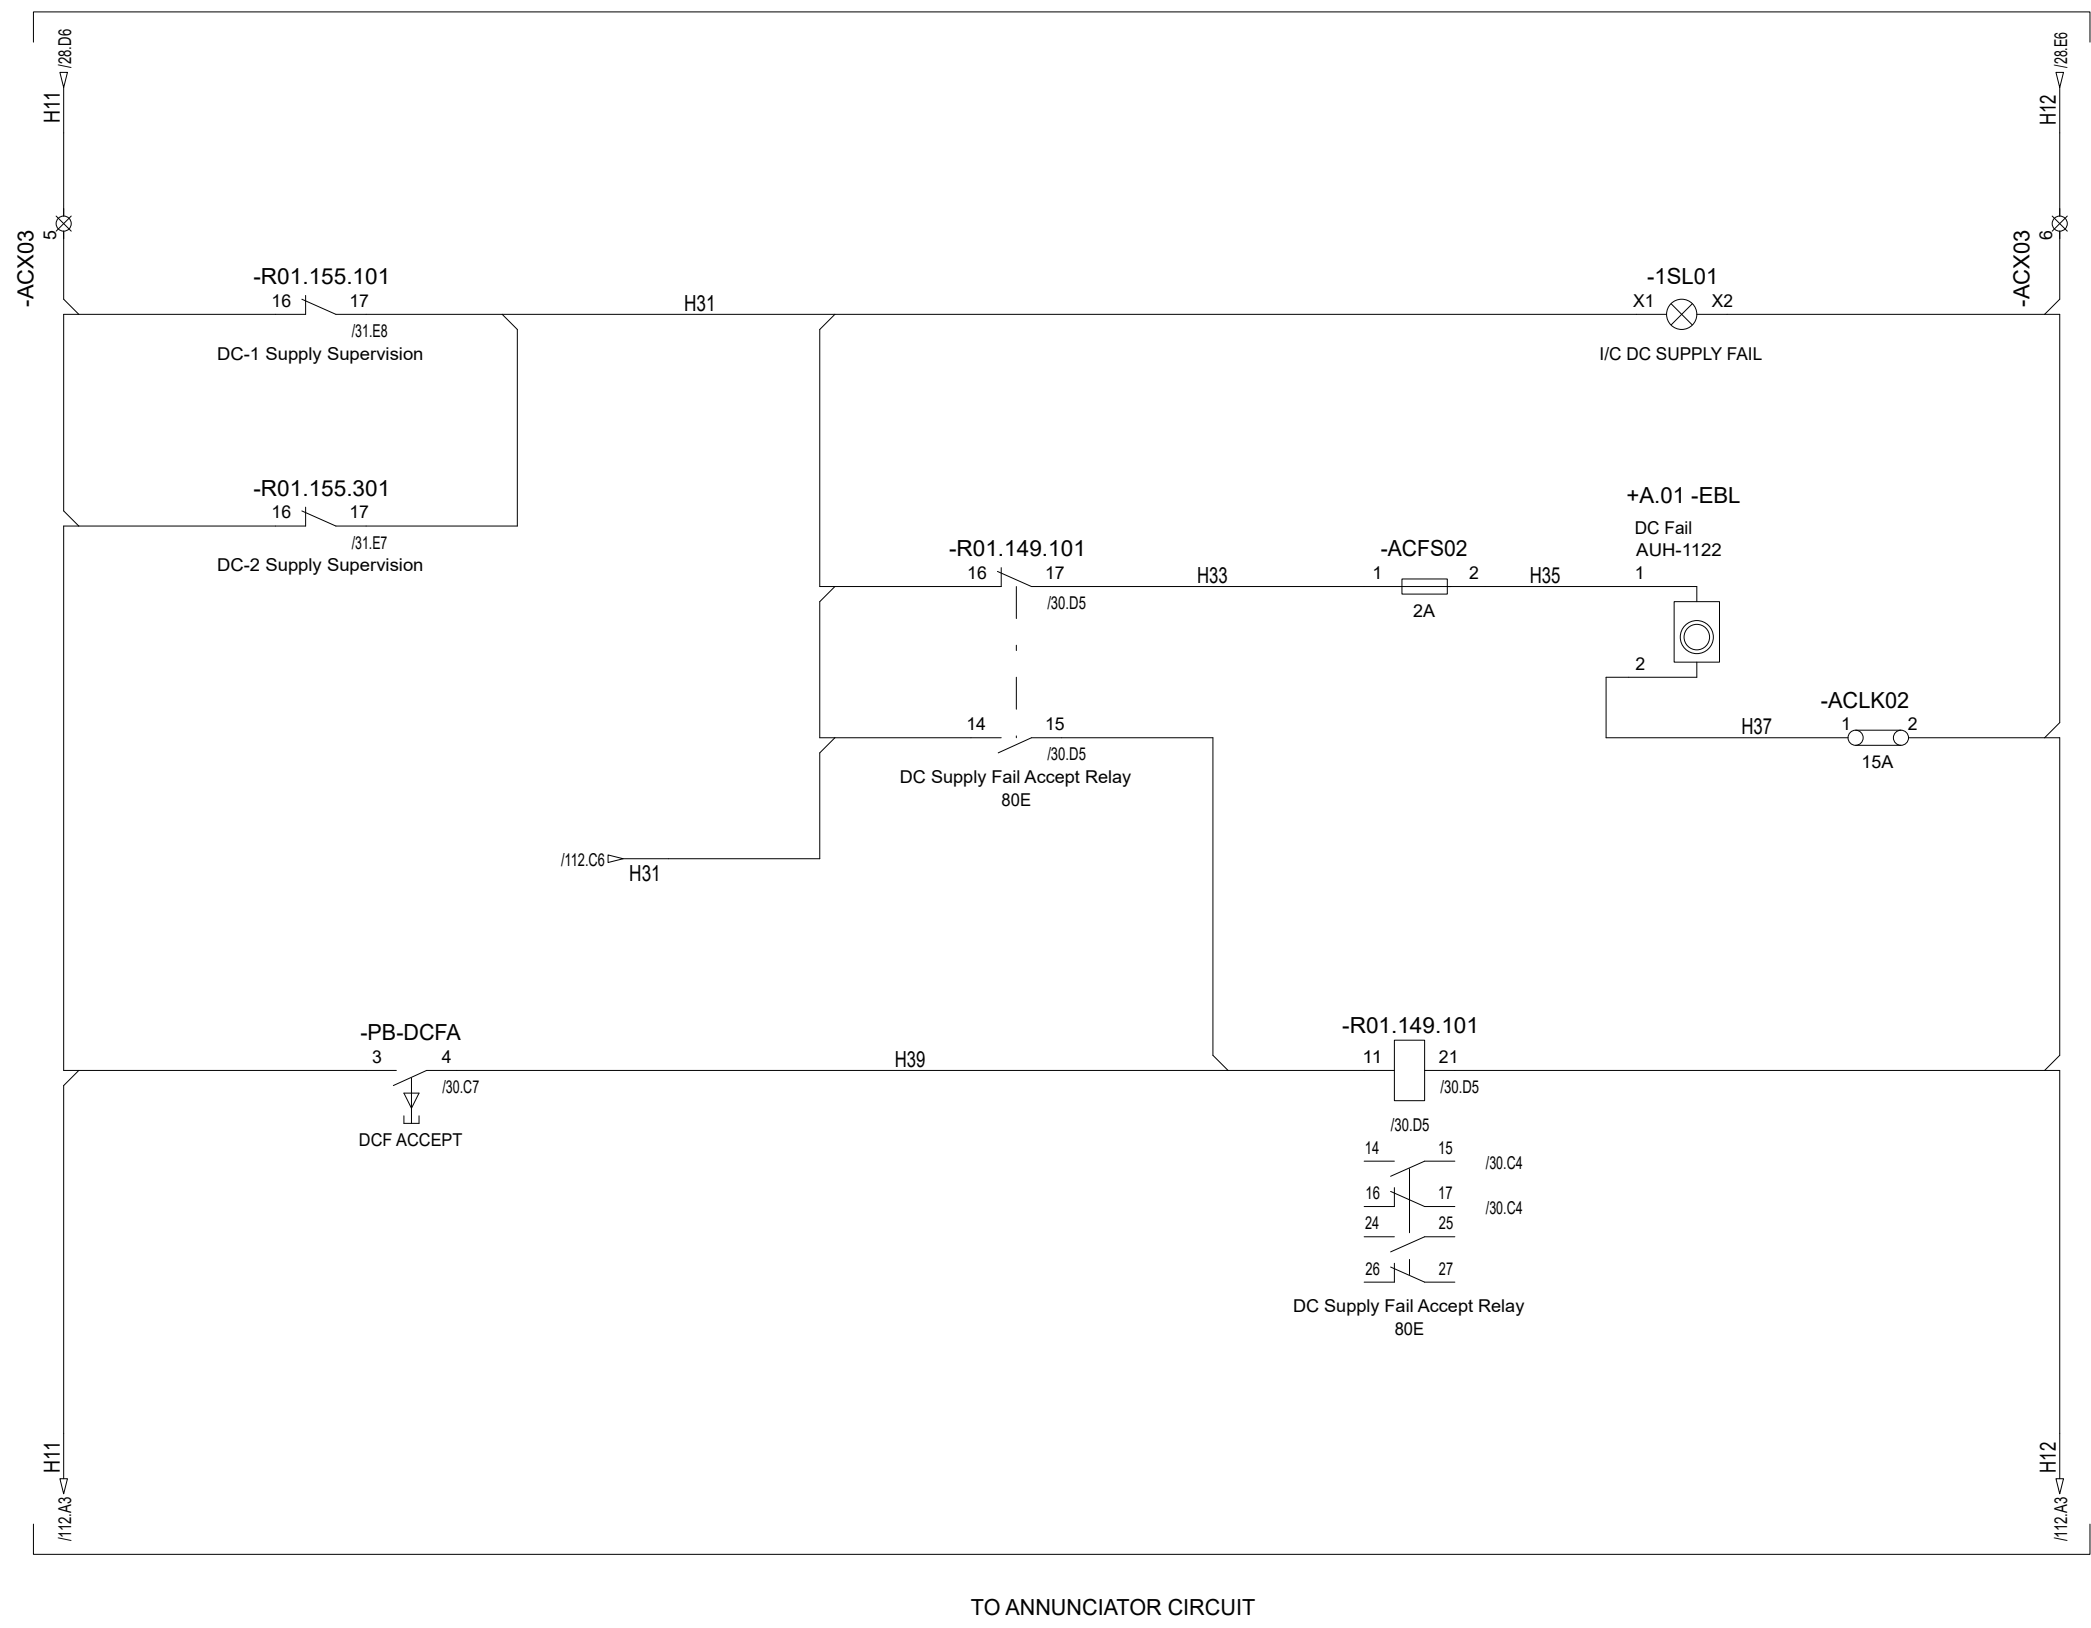 /28.D6
/28.E6
H11
H12
-ACX03
5
-ACX03
6
-R01.155.101
16 17
/31.E8
DC-1 Supply Supervision
H31
-1SL01
X1 X2
I/C DC SUPPLY FAIL
-R01.155.301
16 17
/31.E7
DC-2 Supply Supervision
+A.01 -EBL
DC Fail
AUH-1122
1
2
-R01.149.101
16 17
/30.D5
H33
-ACFS02
1 2
2A
H35
14 15
/30.D5
DC Supply Fail Accept Relay
80E
-ACLK02
H37
1 2
15A
/112.C6
H31
-PB-DCFA
3 4
/30.C7
DCF ACCEPT
H39
-R01.149.101
11 21
/30.D5
/30.D5
14 15 /30.C4
16 17 /30.C4
24 25
26 27
DC Supply Fail Accept Relay
80E
H11
H12
/112.A3
/112.A3
TO ANNUNCIATOR CIRCUIT